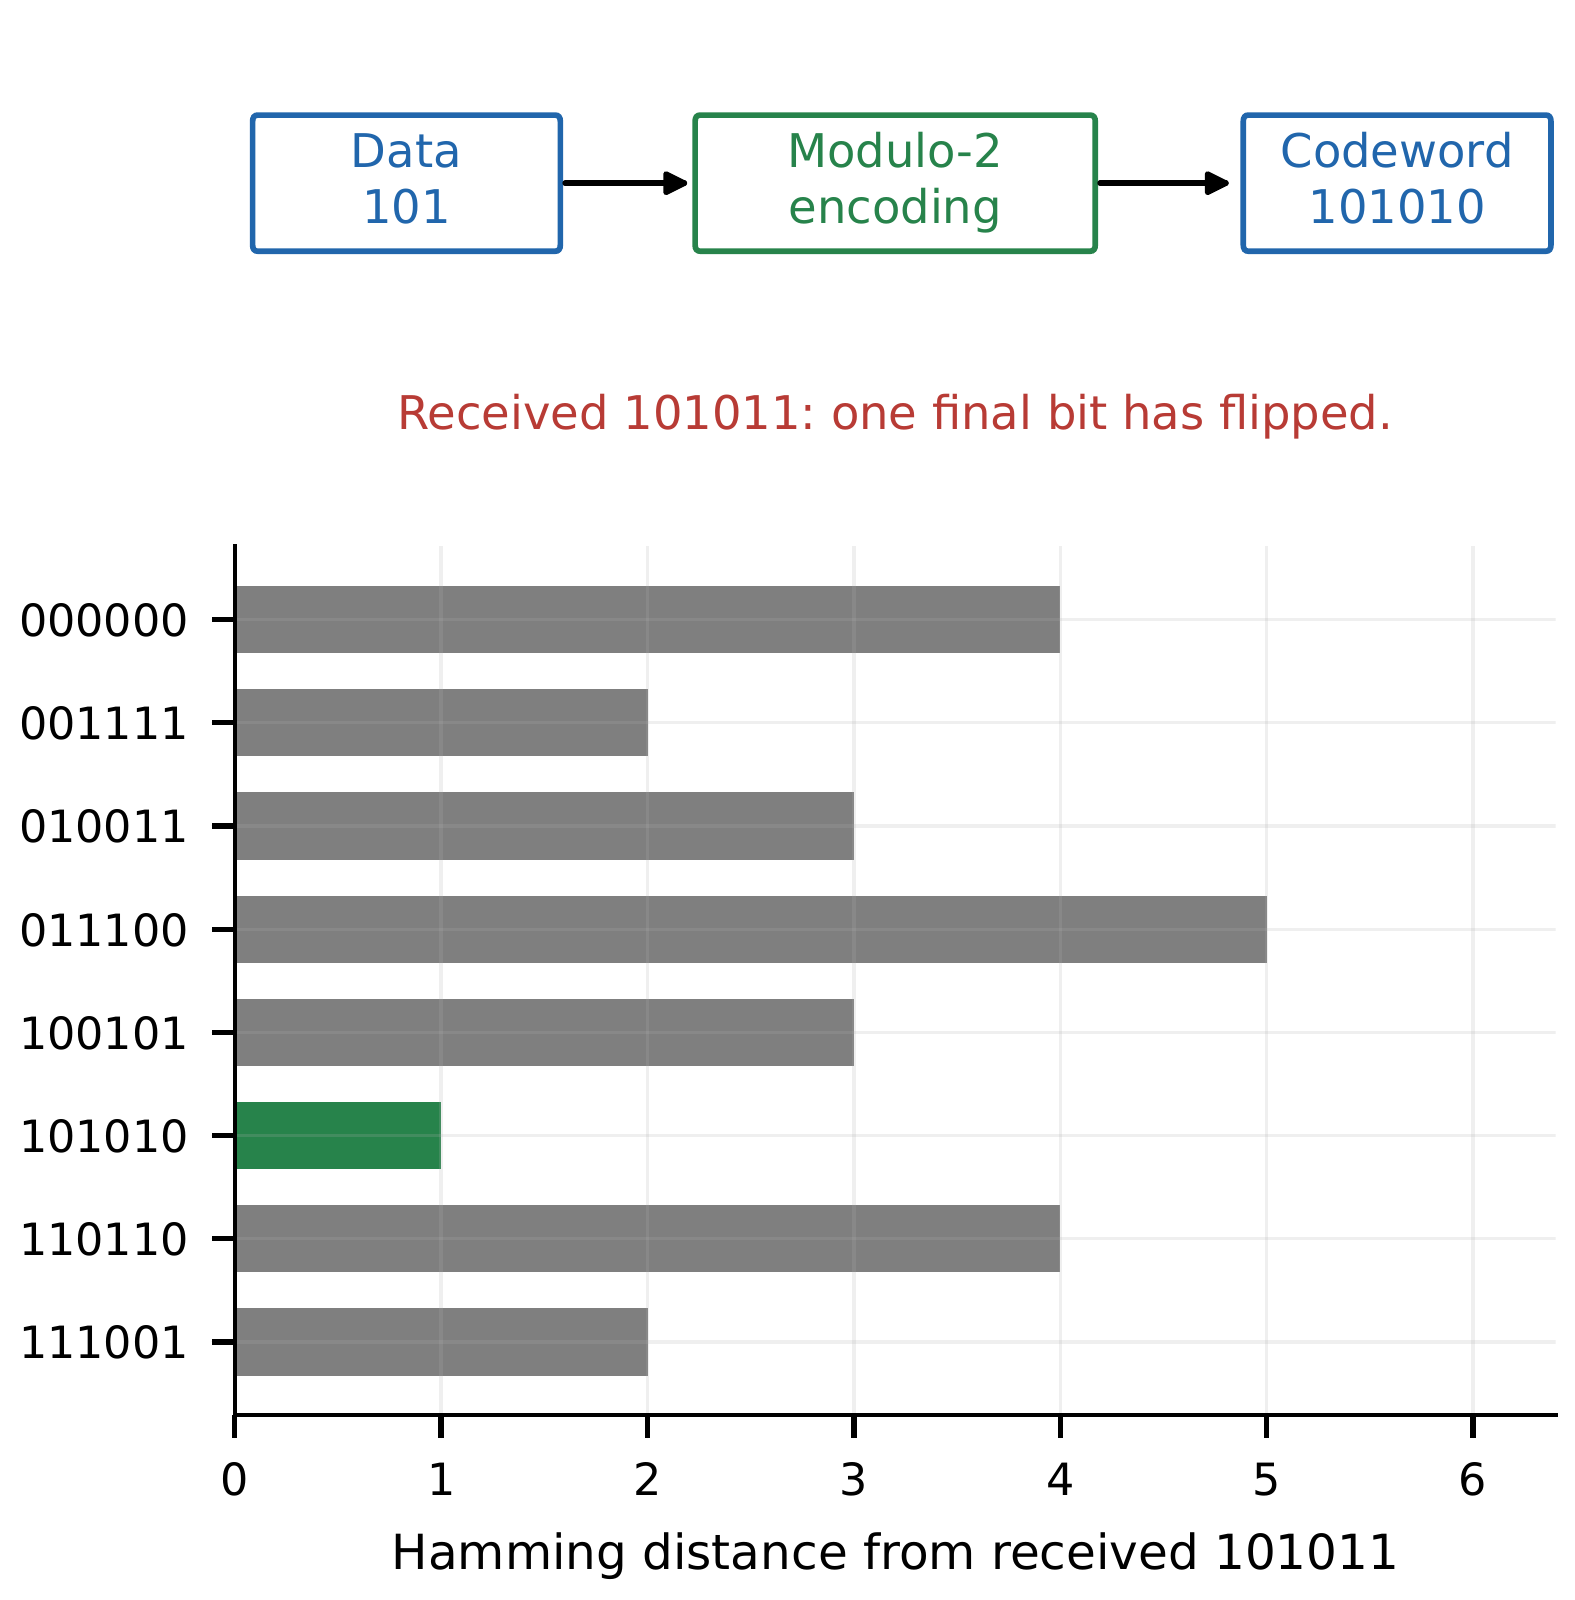 Data
101
Modulo-2
encoding
Codeword
101010
Received 101011: one final bit has flipped.
000000
001111
010011
011100
100101
101010
110110
111001
0 1 2 3 4 5 6
Hamming distance from received 101011